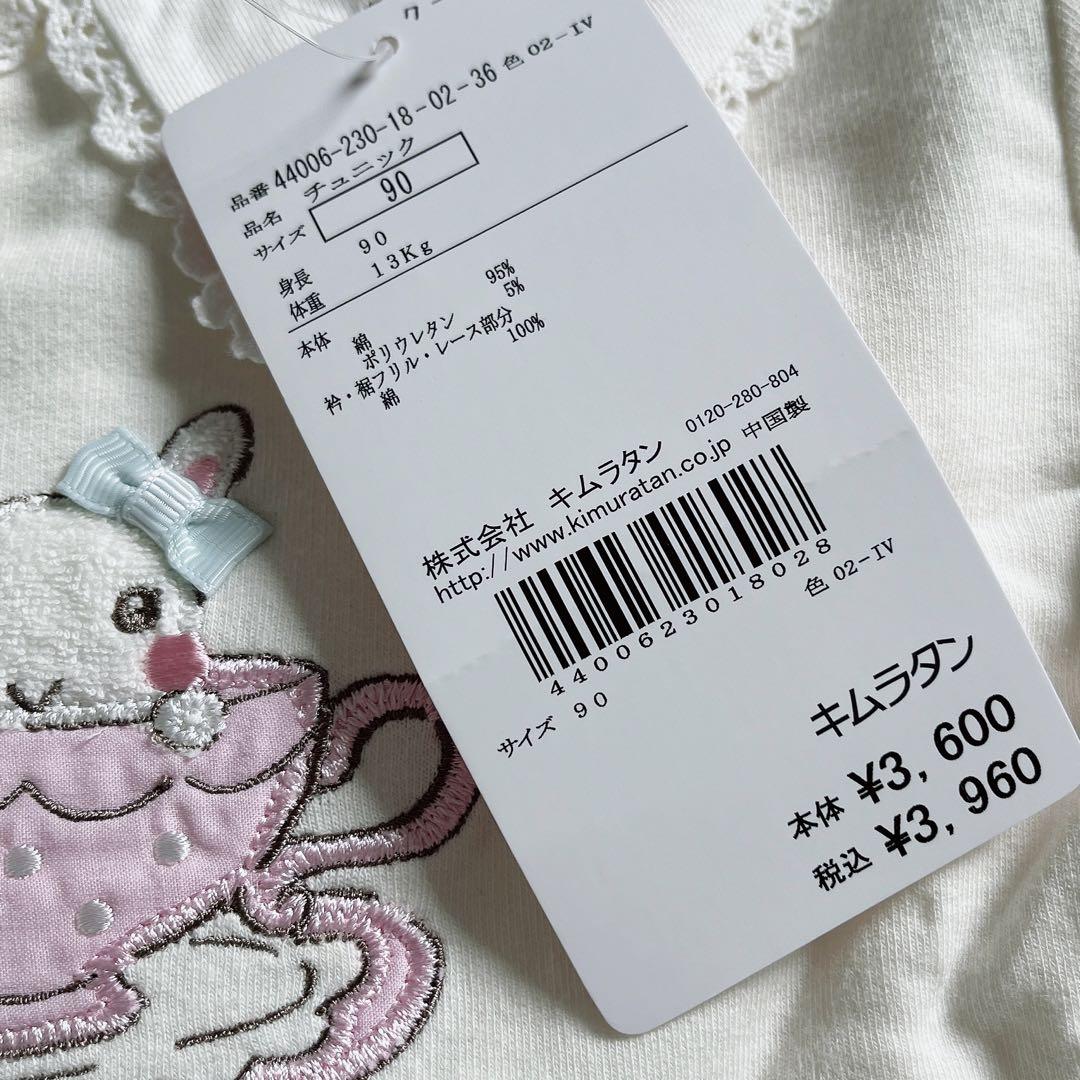 ク
品番 44006-230-18-02-36 色 02-IV
品名 チュニック
サイズ 90
身長 90
体重 13Kg
本体 綿 95%
ポリウレタン 5%
衿・裾フリル・レース部分
綿 100%
株式会社 キムラタン 0120-280-804
http://www.kimuratan.co.jp 中国製
4400623018028
サイズ 90 色 02-IV
キムラタン
本体 ¥3,600
税込 ¥3,960